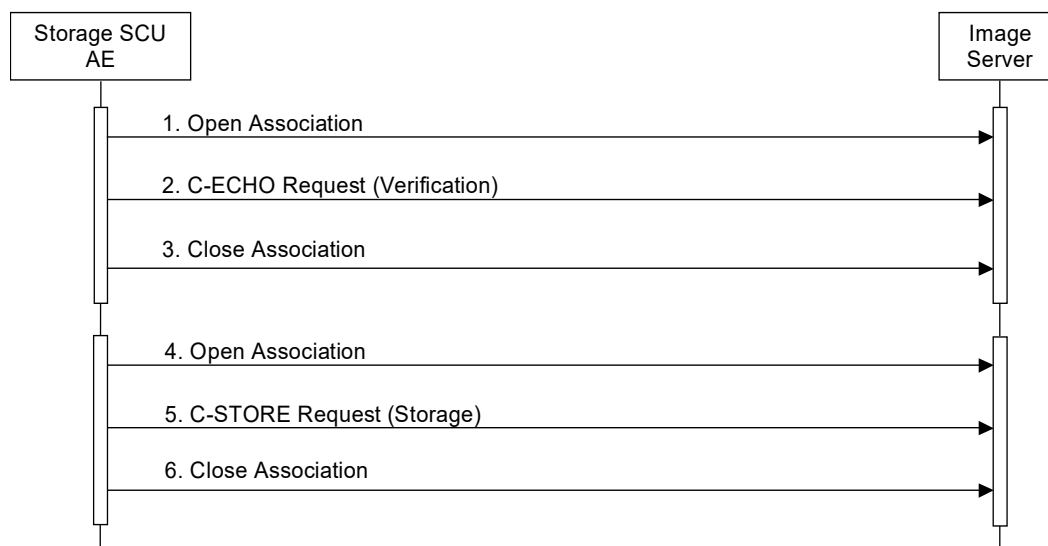 Storage SCU
AE
Image
Server
1. Open Association
2. C-ECHO Request (Verification)
3. Close Association
4. Open Association
5. C-STORE Request (Storage)
6. Close Association